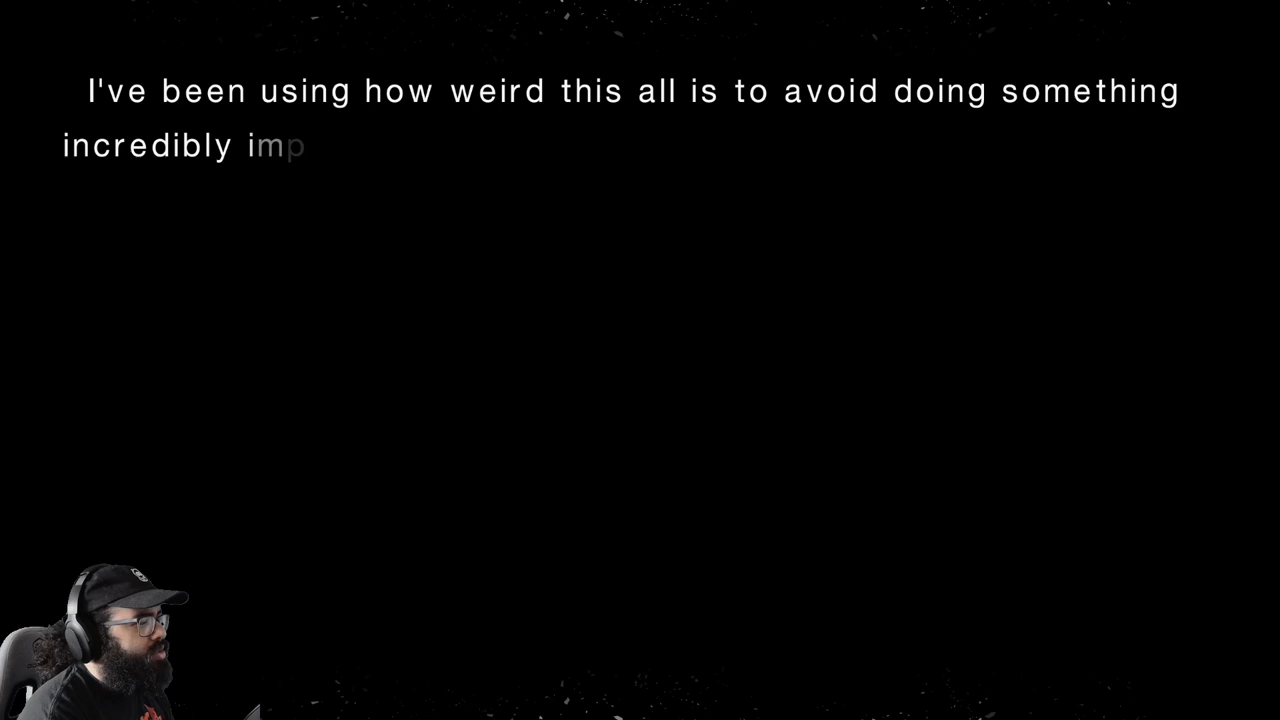 I've been using how weird this all is to avoid doing something
incredibly imp